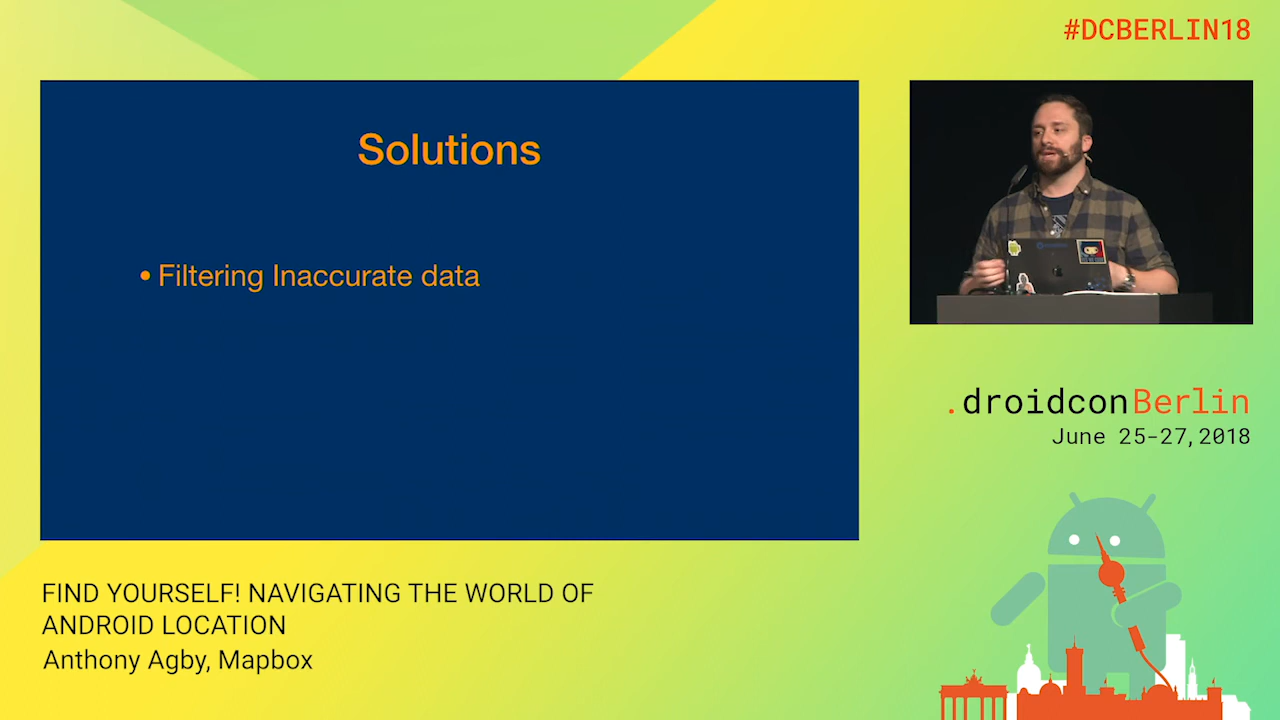 #DCBERLIN18
Solutions
• Filtering Inaccurate data
.droidconBerlin
June 25-27, 2018
FIND YOURSELF! NAVIGATING THE WORLD OF
ANDROID LOCATION
Anthony Agby, Mapbox